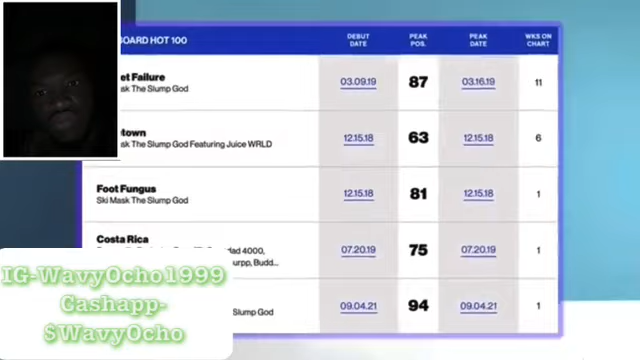 BOARD HOT 100
DEBUT DATE
PEAK POS.
PEAK DATE
WKS ON CHART
et Failure
ask The Slump God
03.09.19
87
03.16.19
11
town
sk The Slump God Featuring Juice WRLD
12.15.18
63
12.15.18
6
Foot Fungus
Ski Mask The Slump God
12.15.18
81
12.15.18
1
Costa Rica
07.20.19
75
07.20.19
1
urpp, Budd...
Slump God
09.04.21
94
09.04.21
1
IG-WavyOcho1999
Cashapp-
$WavyOcho